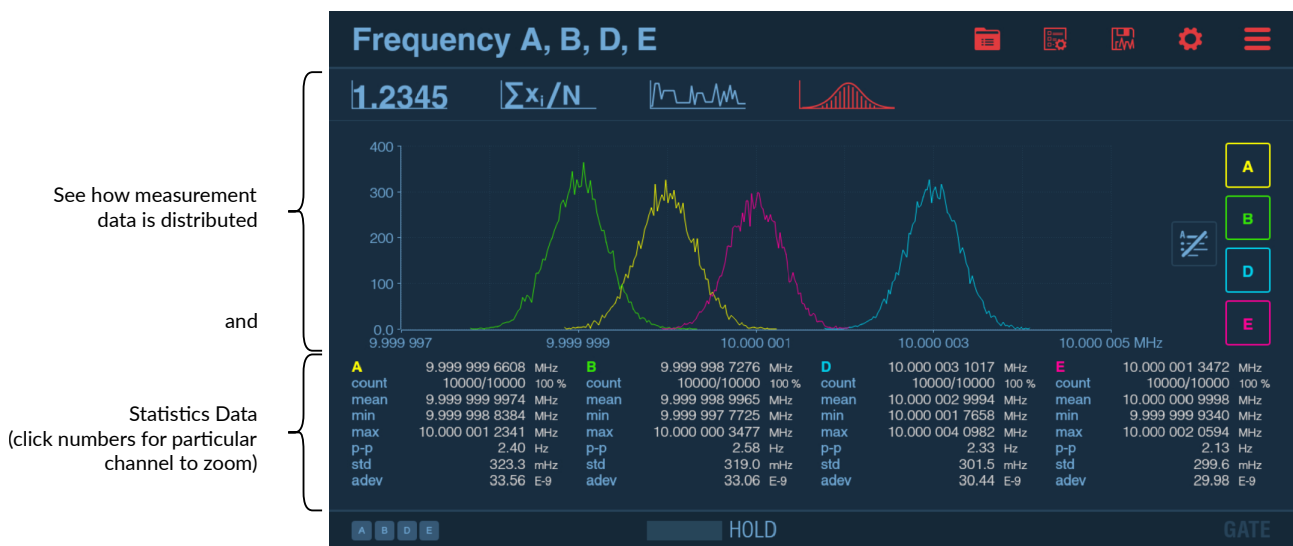 Frequency A, B, D, E
1.2345 ∑xᵢ/N
See how measurement
data is distributed
and
Statistics Data
(click numbers for particular
channel to zoom)
400
300
200
100
0.0
9.999 997 9.999 999 10.000 001 10.000 003 10.000 005 MHz
A
B
D
E
A 9.999 999 6608 MHz B 9.999 998 7276 MHz D 10.000 003 1017 MHz E 10.000 001 3472 MHz
count 10000/10000 100 % count 10000/10000 100 % count 10000/10000 100 % count 10000/10000 100 %
mean 9.999 999 9974 MHz mean 9.999 998 9965 MHz mean 10.000 002 9994 MHz mean 10.000 000 9998 MHz
min 9.999 998 8384 MHz min 9.999 997 7725 MHz min 10.000 001 7658 MHz min 9.999 999 9340 MHz
max 10.000 001 2341 MHz max 10.000 000 3477 MHz max 10.000 004 0982 MHz max 10.000 002 0594 MHz
p-p 2.40 Hz p-p 2.58 Hz p-p 2.33 Hz p-p 2.13 Hz
std 323.3 mHz std 319.0 mHz std 301.5 mHz std 299.6 mHz
adev 33.56 E-9 adev 33.06 E-9 adev 30.44 E-9 adev 29.98 E-9
A B D E HOLD GATE